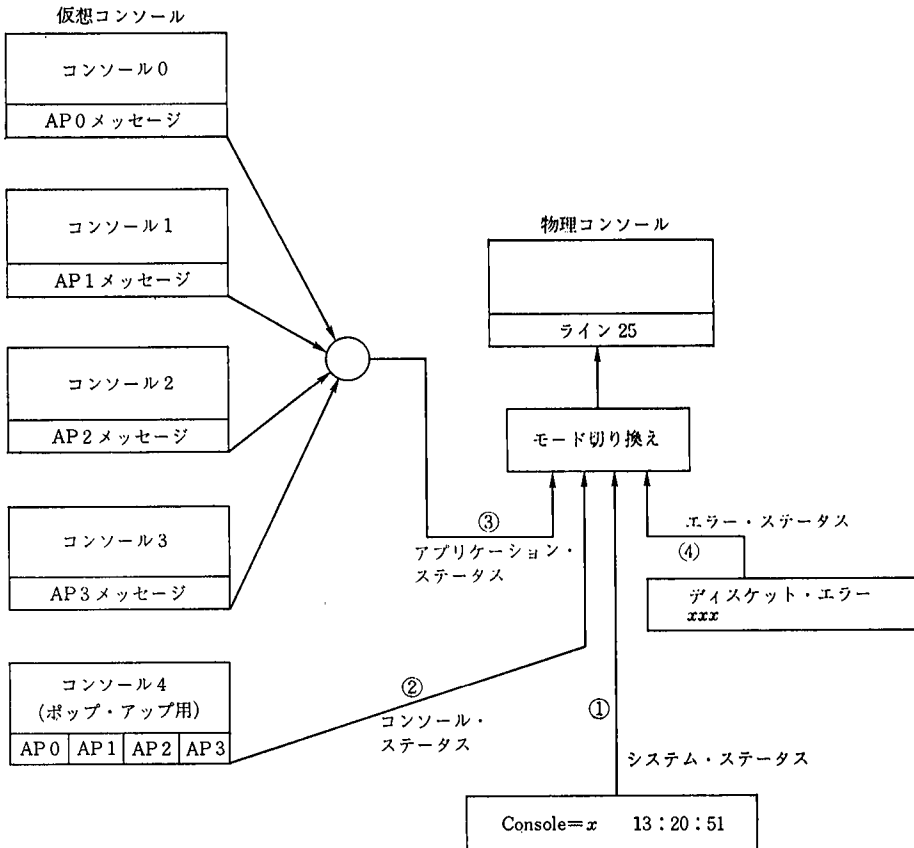 仮想コンソール
コンソール0
AP0メッセージ
コンソール1
AP1メッセージ
コンソール2
AP2メッセージ
コンソール3
AP3メッセージ
コンソール4
(ポップ・アップ用)
AP0 AP1 AP2 AP3
物理コンソール
ライン25
モード切り換え
③
アプリケーション・
ステータス
②
コンソール・
ステータス
①
システム・ステータス
エラー・ステータス
④
ディスケット・エラー
xxx
Console=x 13:20:51